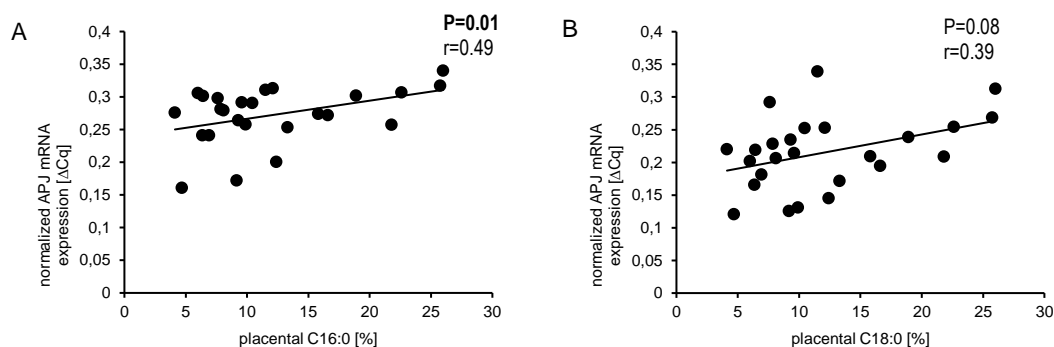 A
P=0.01
r=0.49
normalized APJ mRNA
expression [ΔCq]
0,4
0,35
0,3
0,25
0,2
0,15
0,1
0,05
0
0 5 10 15 20 25 30
placental C16:0 [%]
B
P=0.08
r=0.39
normalized APJ mRNA
expression [ΔCq]
0,4
0,35
0,3
0,25
0,2
0,15
0,1
0,05
0
0 5 10 15 20 25 30
placental C18:0 [%]